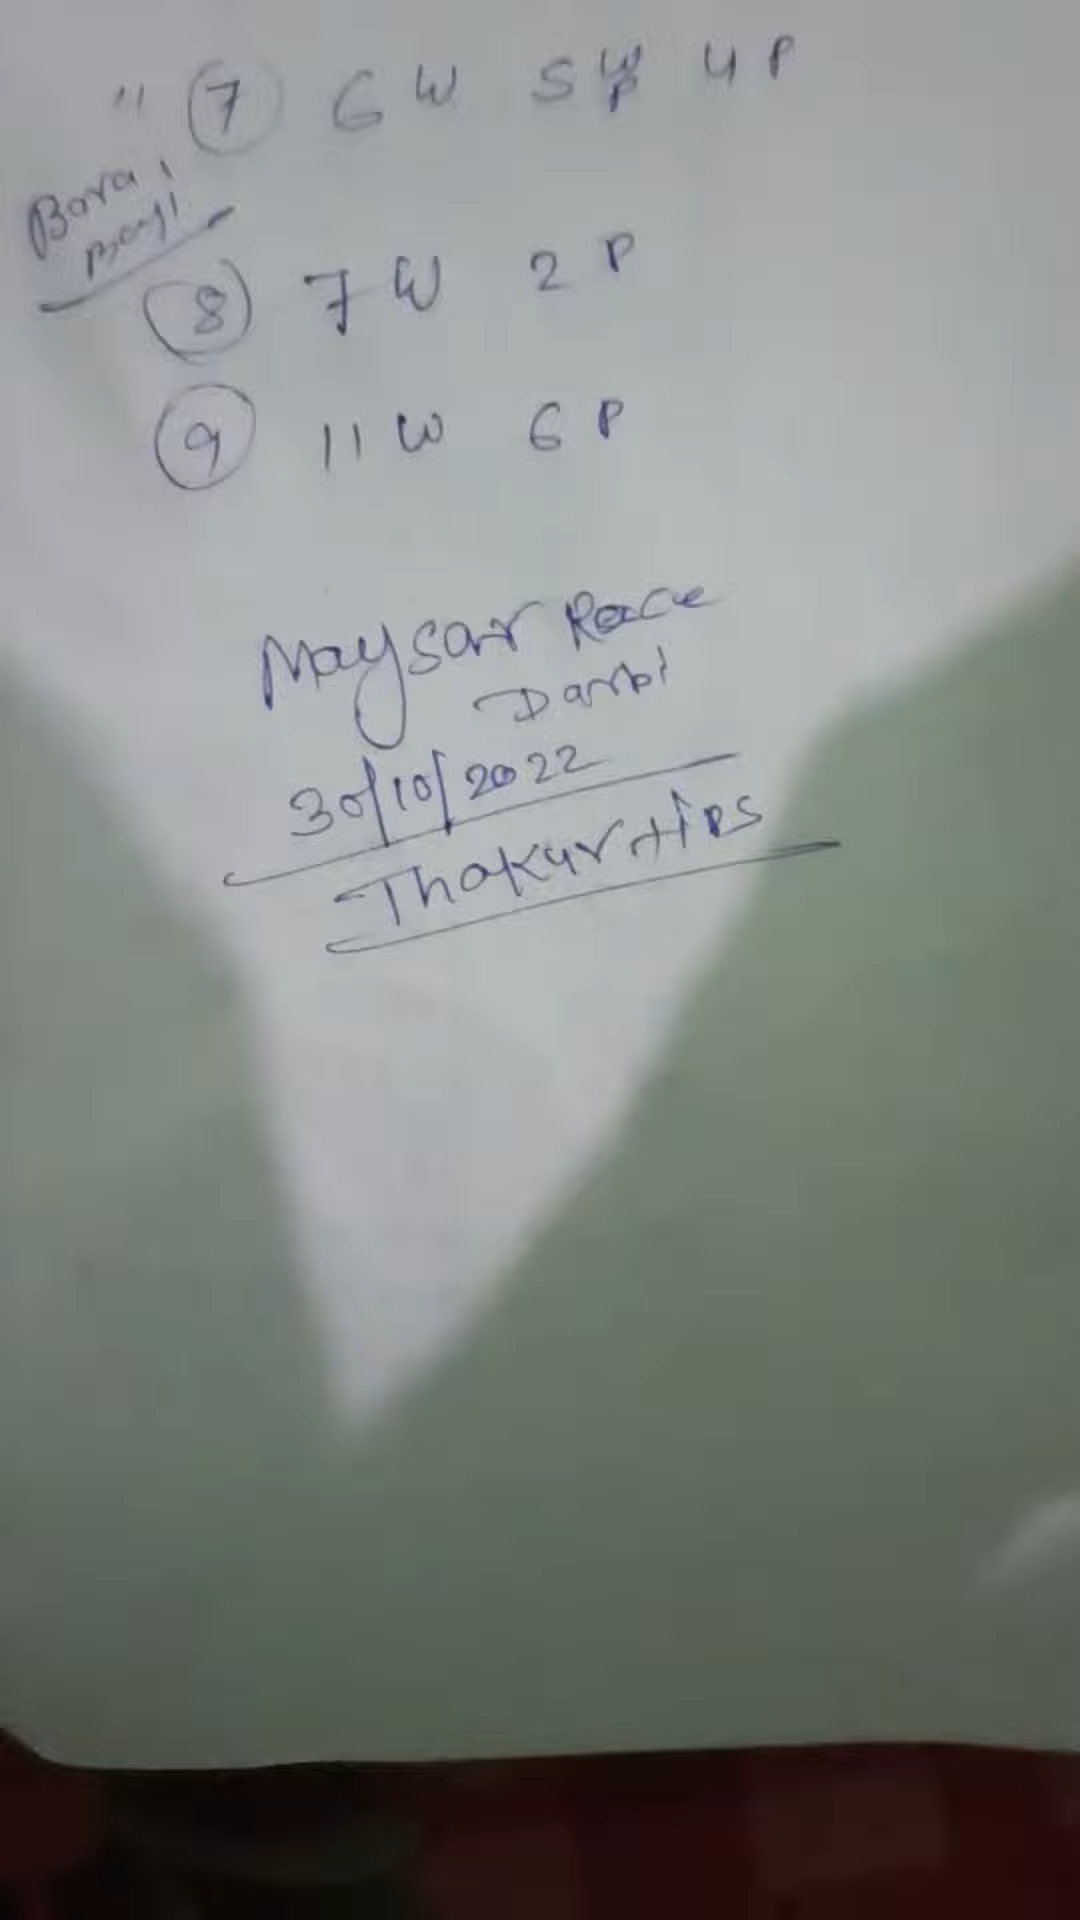 " 7 6 W 5 W P 4 P
Bara
Bayi
8 7 W 2 P
9 11 W 6 P
Maysar Race
Darbi
30/10/2022
Thakur tips